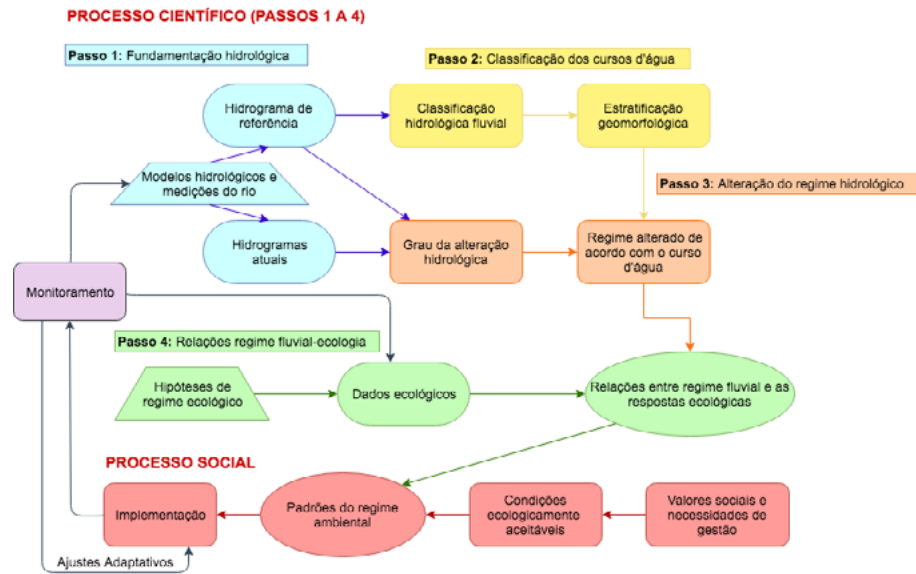 PROCESSO CIENTÍFICO (PASSOS 1 A 4)
Passo 1: Fundamentação hidrológica
Passo 2: Classificação dos cursos d'água
Hidrograma de
referência
Classificação
hidrológica fluvial
Estratificação
geomorfológica
Modelos hidrológicos e
medições do rio
Passo 3: Alteração do regime hidrológico
Hidrogramas
atuais
Grau da alteração
hidrológica
Regime alterado de
acordo com o curso
d'água
Monitoramento
Passo 4: Relações regime fluvial-ecologia
Hipóteses de
regime ecológico
Dados ecológicos
Relações entre regime fluvial e as
respostas ecológicas
PROCESSO SOCIAL
Implementação
Padrões do regime
ambiental
Condições
ecologicamente
aceitáveis
Valores sociais e
necessidades de
gestão
Ajustes Adaptativos